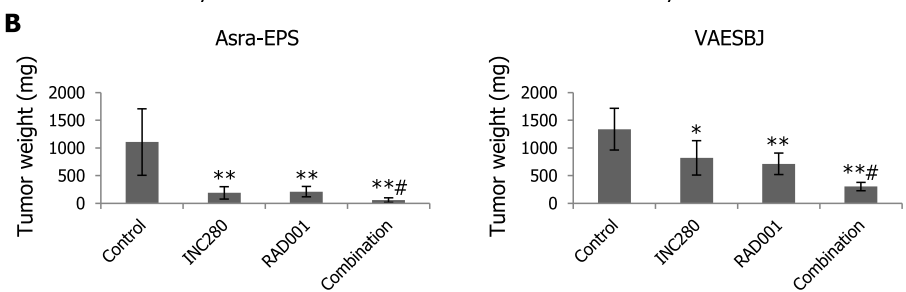 B
Asra-EPS
Tumor weight (mg)
2000
1500
1000
500
0
**
**
**#
Control
INC280
RAD001
Combination
VAESBJ
Tumor weight (mg)
2000
1500
1000
500
0
*
**
**#
Control
INC280
RAD001
Combination